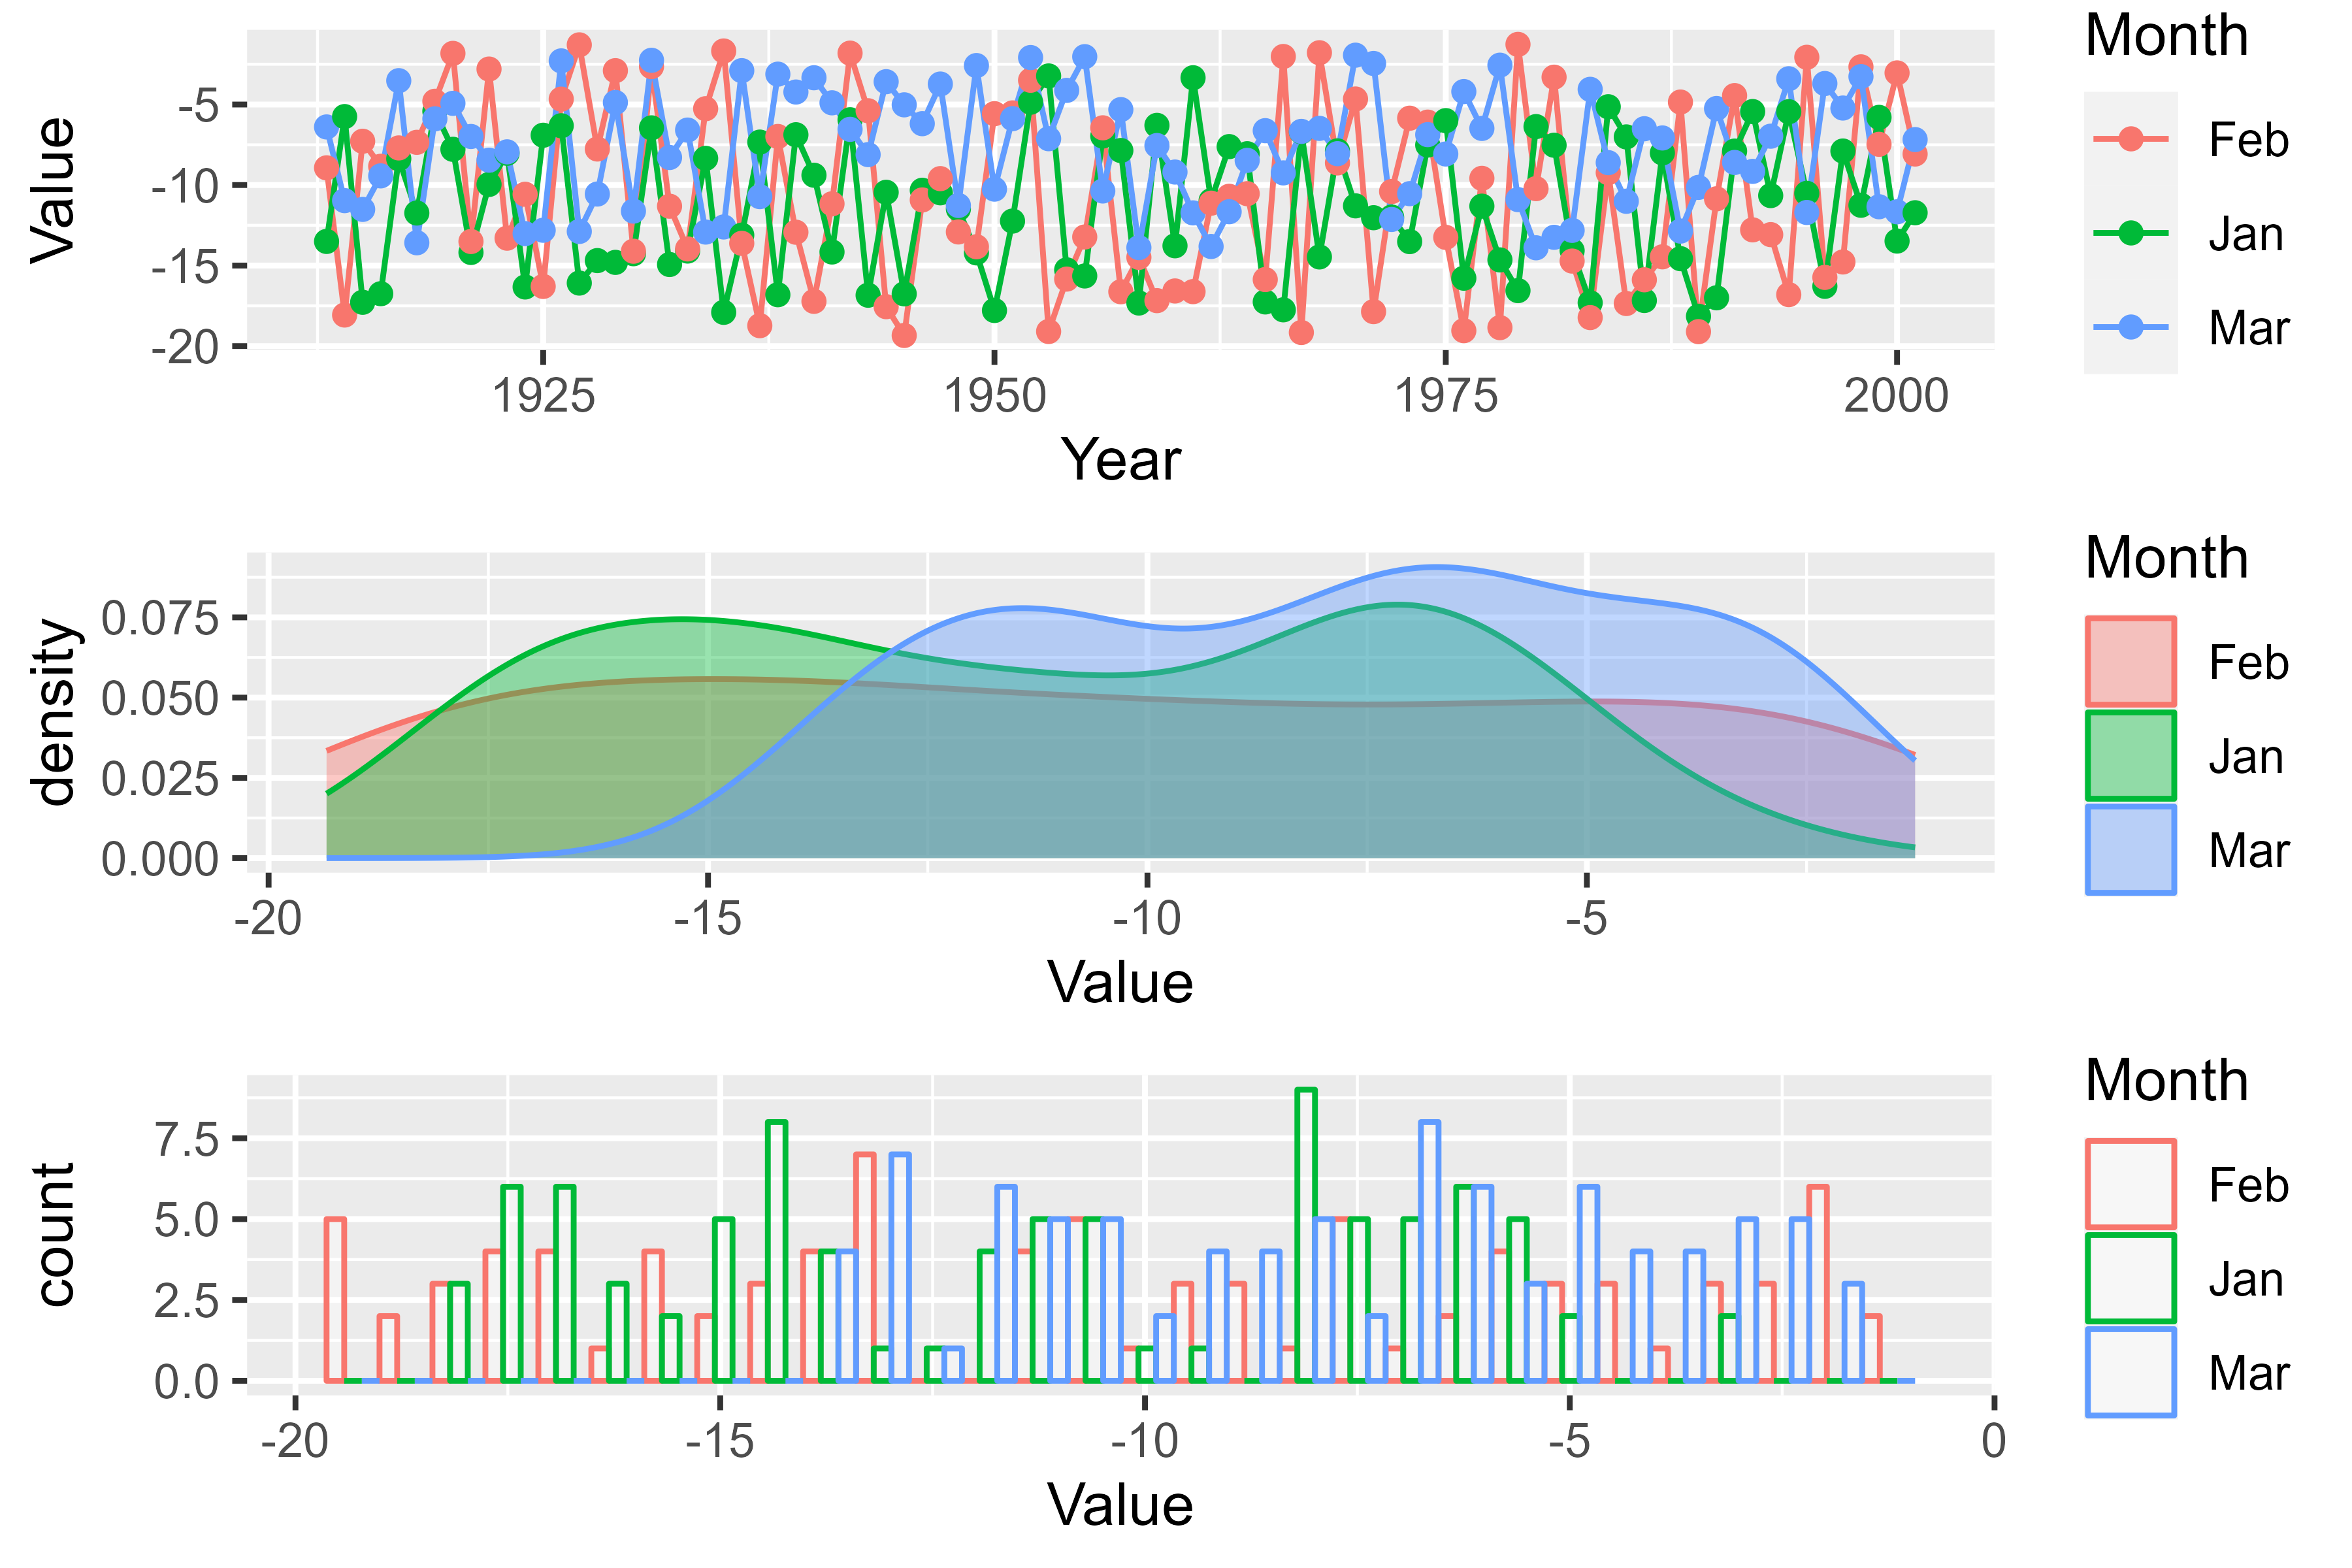 Month
Value
-5
-10
-15
-20
Feb
Jan
Mar
1925 1950 1975 2000
Year
Month
density
0.075
0.050
0.025
0.000
Feb
Jan
Mar
-20 -15 -10 -5
Value
Month
count
7.5
5.0
2.5
0.0
Feb
Jan
Mar
-20 -15 -10 -5 0
Value